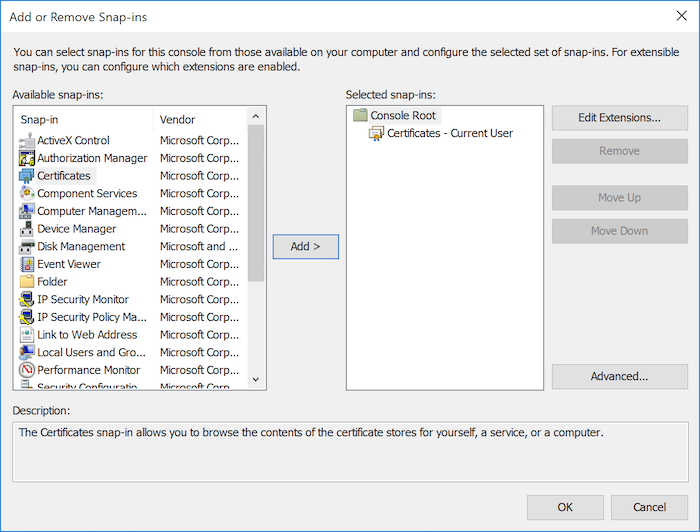 Add or Remove Snap-ins
You can select snap-ins for this console from those available on your computer and configure the selected set of snap-ins. For extensible
snap-ins, you can configure which extensions are enabled.
Available snap-ins:
Snap-in Vendor
ActiveX Control Microsoft Corp...
Authorization Manager Microsoft Corp...
Certificates Microsoft Corp...
Component Services Microsoft Corp...
Computer Managem... Microsoft Corp...
Device Manager Microsoft Corp...
Disk Management Microsoft and ...
Event Viewer Microsoft Corp...
Folder Microsoft Corp...
IP Security Monitor Microsoft Corp...
IP Security Policy Ma... Microsoft Corp...
Link to Web Address Microsoft Corp...
Local Users and Gro... Microsoft Corp...
Performance Monitor Microsoft Corp...
Security Configuratio... Microsoft Corp...
Add >
Selected snap-ins:
Console Root
Certificates - Current User
Edit Extensions...
Remove
Move Up
Move Down
Advanced...
Description:
The Certificates snap-in allows you to browse the contents of the certificate stores for yourself, a service, or a computer.
OK
Cancel